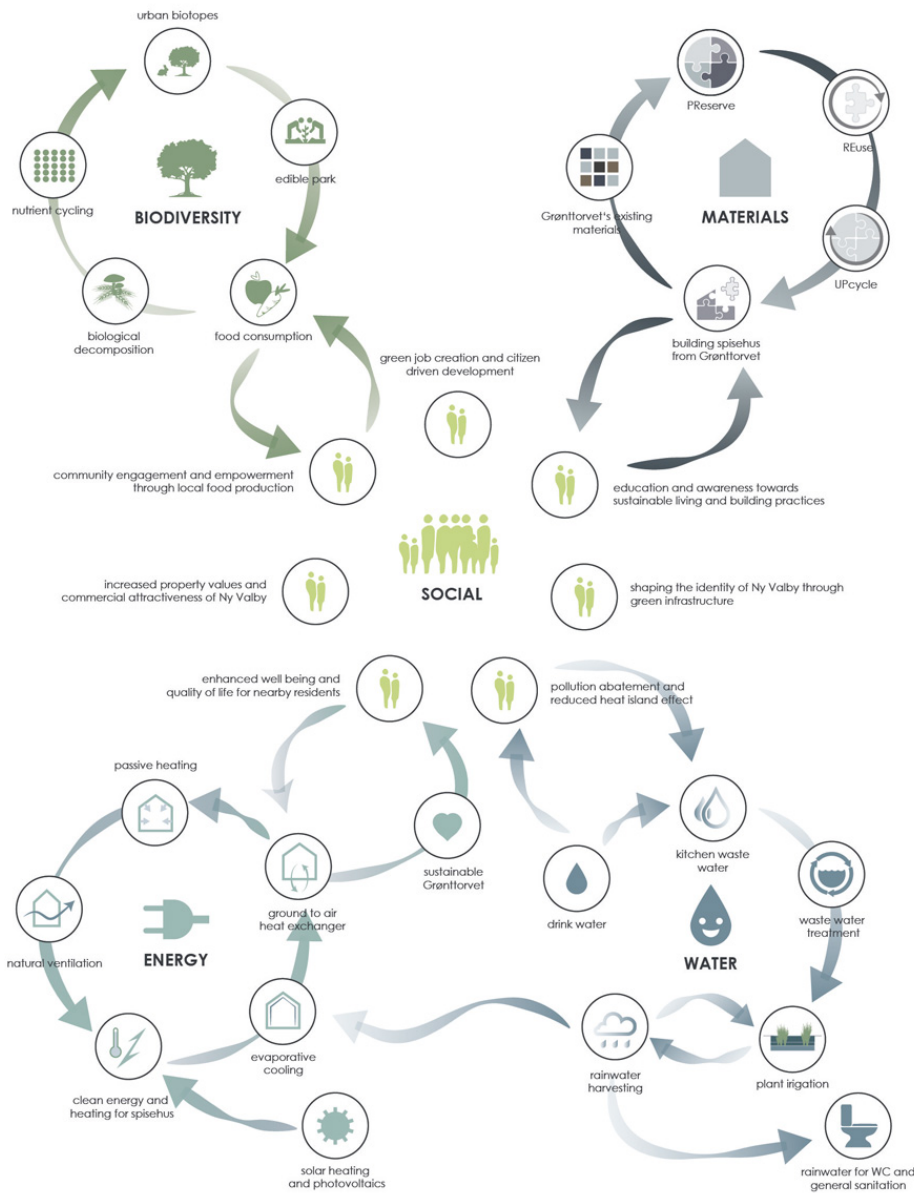 urban biotopes
edible park
nutrient cycling
BIODIVERSITY
biological
decomposition
food consumption
PReserve
REuse
Grønttorvet's existing
materials
MATERIALS
UPcycle
building spisehus
from Grønttorvet
green job creation and citizen
driven development
community engagement and empowerment
through local food production
education and awareness towards
sustainable living and building practices
increased property values and
commercial attractiveness of Ny Valby
SOCIAL
shaping the identity of Ny Valby through
green infrastructure
enhanced well being and
quality of life for nearby residents
pollution abatement and
reduced heat island effect
passive heating
ground to air
heat exchanger
sustainable
Grønttorvet
natural ventilation
ENERGY
evaporative
cooling
clean energy and
heating for spisehus
solar heating
and photovoltaics
drink water
kitchen waste
water
waste water
treatment
WATER
rainwater
harvesting
plant irigation
rainwater for WC and
general sanitation